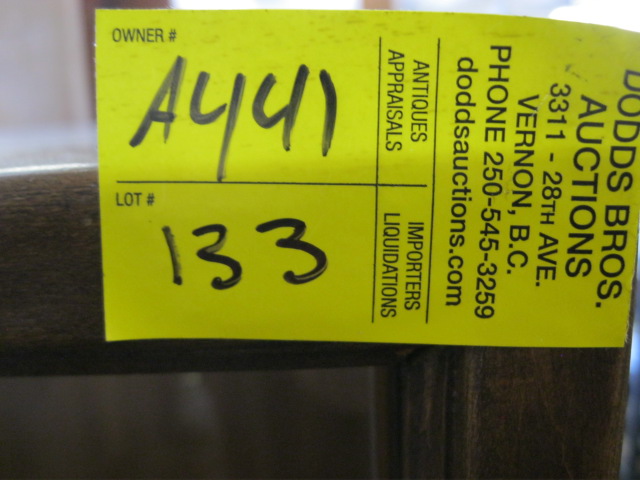 OWNER #
A441
LOT #
133
ANTIQUES
APPRAISALS
IMPORTERS
LIQUIDATIONS
DODDS BROS.
AUCTIONS
3311 - 28TH AVE.
VERNON, B.C.
PHONE 250-545-3259
doddsauctions.com